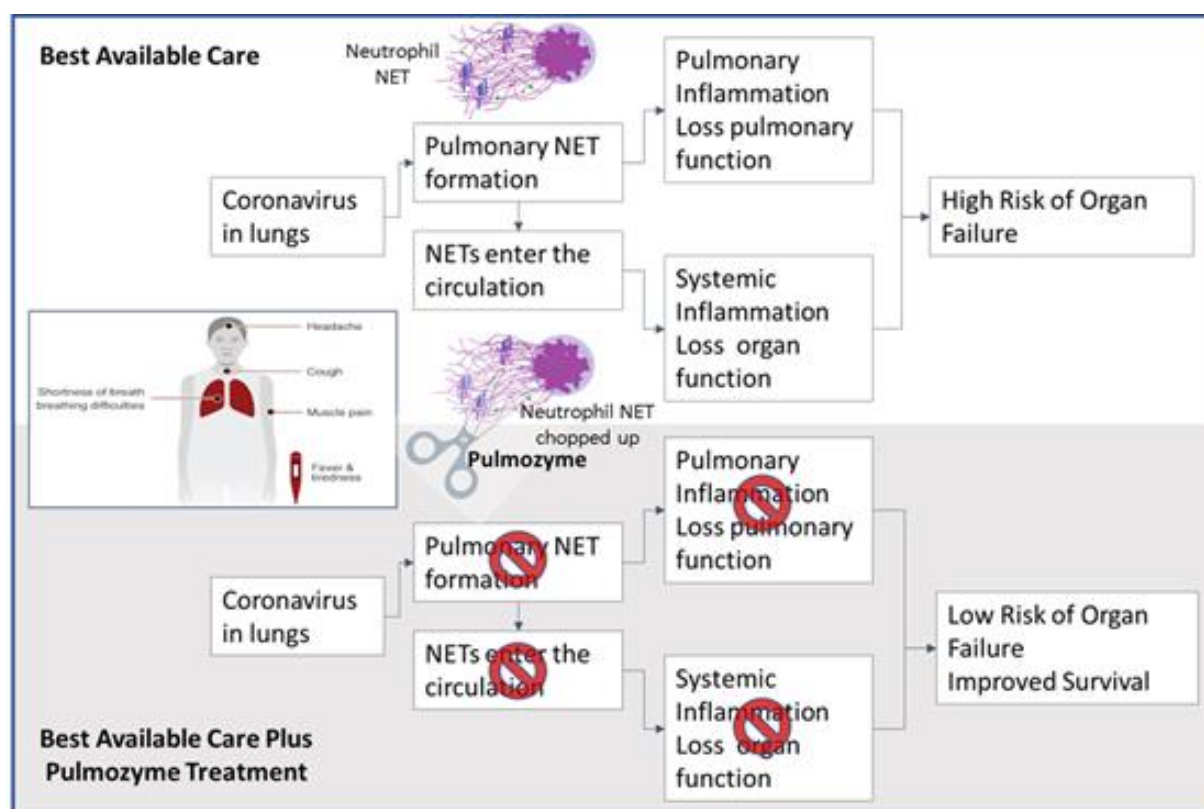 Best Available Care
Neutrophil
NET
Pulmonary
Inflammation
Loss pulmonary
function
Pulmonary NET
formation
Coronavirus
in lungs
High Risk of Organ
Failure
NETs enter the
circulation
Systemic
Inflammation
Loss organ
function
Headache
Cough
Shortness of breath
breathing difficulties
Muscle pain
Fever &
tiredness
Neutrophil NET
chopped up
Pulmozyme
Pulmonary
Inflammation
Loss pulmonary
function
Pulmonary NET
formation
Coronavirus
in lungs
Low Risk of Organ
Failure
Improved Survival
NETs enter the
circulation
Systemic
Inflammation
Loss organ
function
Best Available Care Plus
Pulmozyme Treatment